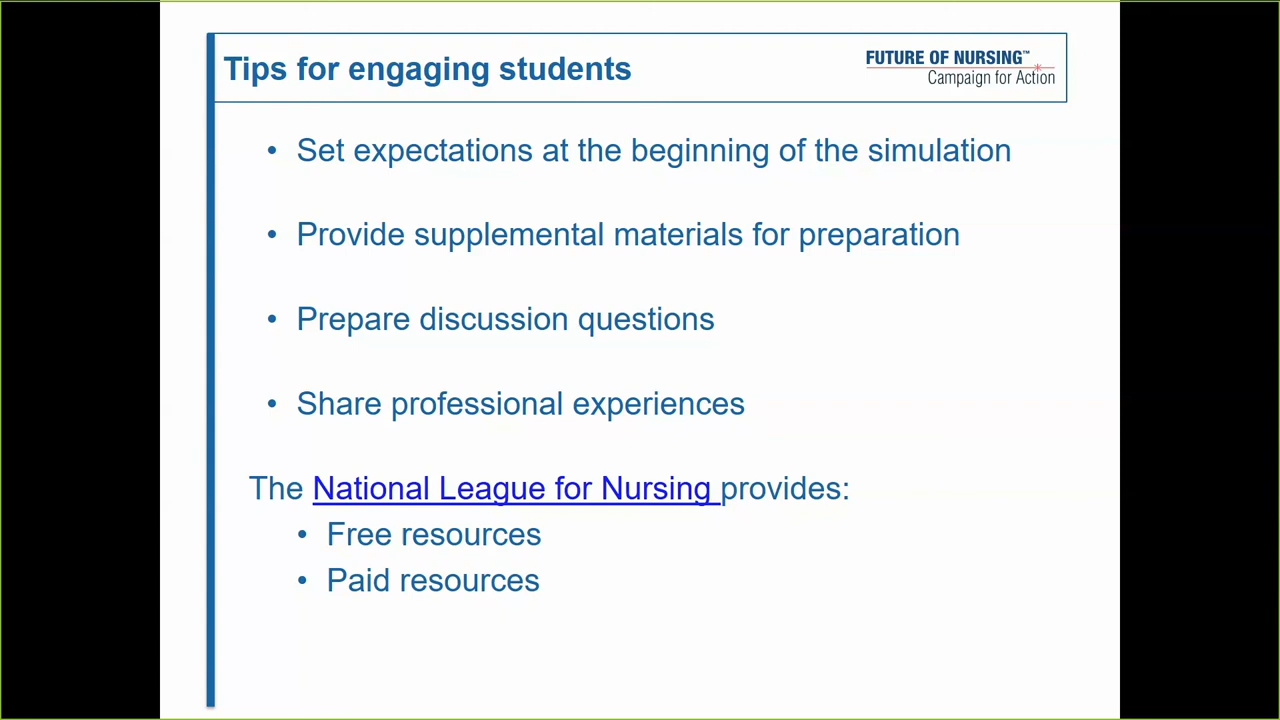 Tips for engaging students
FUTURE OF NURSING™
Campaign for Action
• Set expectations at the beginning of the simulation
• Provide supplemental materials for preparation
• Prepare discussion questions
• Share professional experiences
The National League for Nursing provides:
• Free resources
• Paid resources